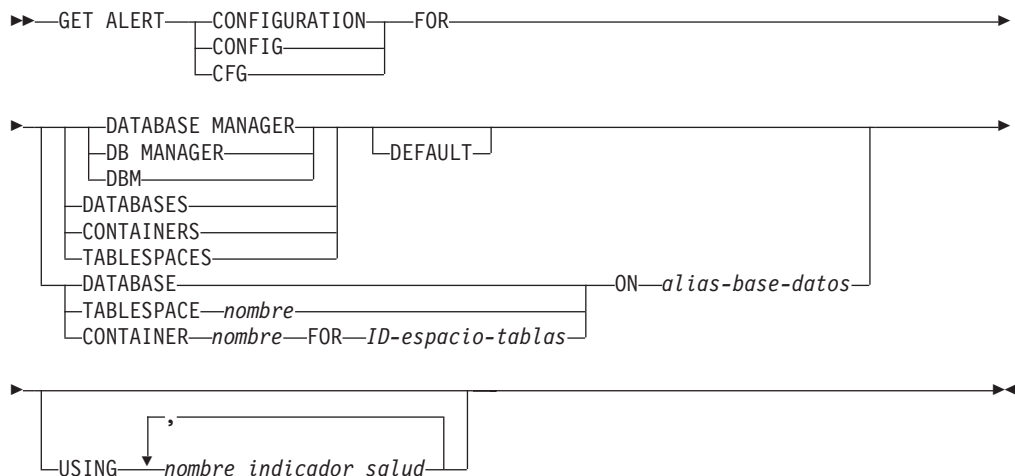 GET ALERT CONFIGURATION FOR
CONFIG
CFG
DATABASE MANAGER
DB MANAGER DEFAULT
DBM
DATABASES
CONTAINERS
TABLESPACES
DATABASE ON alias-base-datos
TABLESPACE nombre
CONTAINER nombre FOR ID-espacio-tablas
,
USING nombre indicador salud